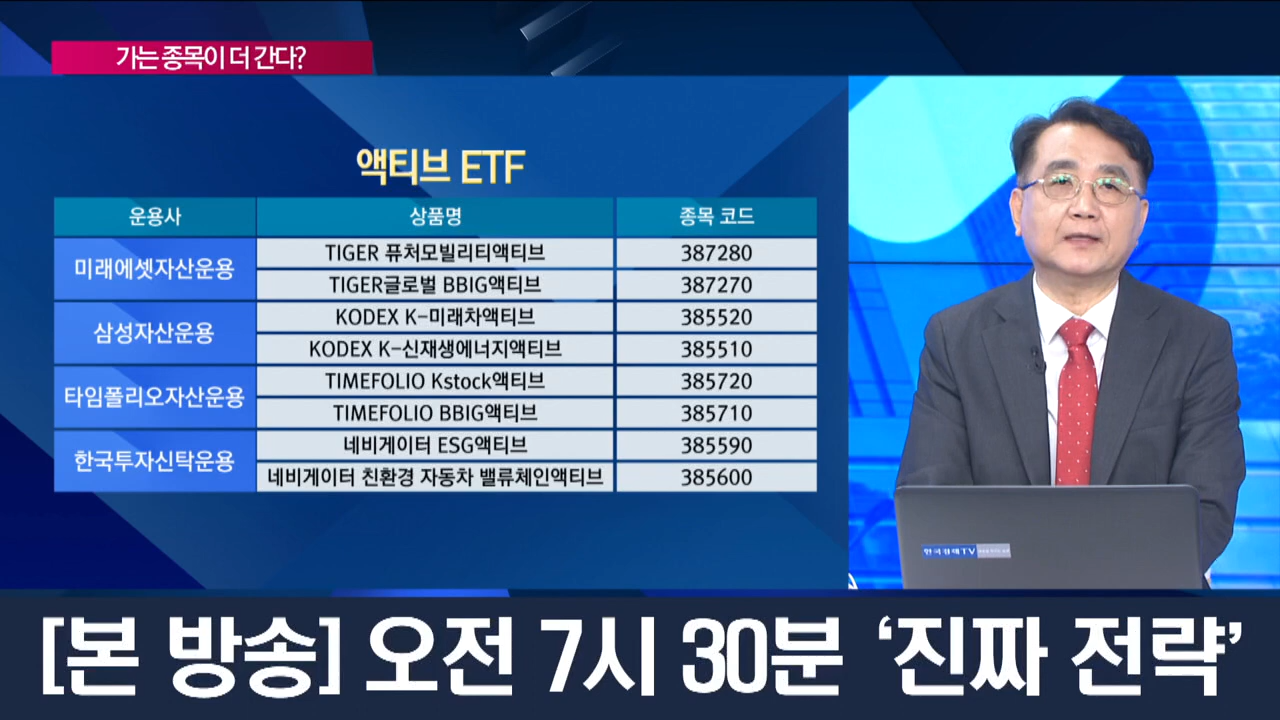 가는 종목이 더 간다?
액티브 ETF
운용사 상품명 종목 코드
미래에셋자산운용 TIGER 퓨처모빌리티액티브 387280
TIGER글로벌 BBIG액티브 387270
삼성자산운용 KODEX K-미래차액티브 385520
KODEX K-신재생에너지액티브 385510
타임폴리오자산운용 TIMEFOLIO Kstock액티브 385720
TIMEFOLIO BBIG액티브 385710
한국투자신탁운용 네비게이터 ESG액티브 385590
네비게이터 친환경 자동차 밸류체인액티브 385600
한국경제TV
[본 방송] 오전 7시 30분 ‘진짜 전략’